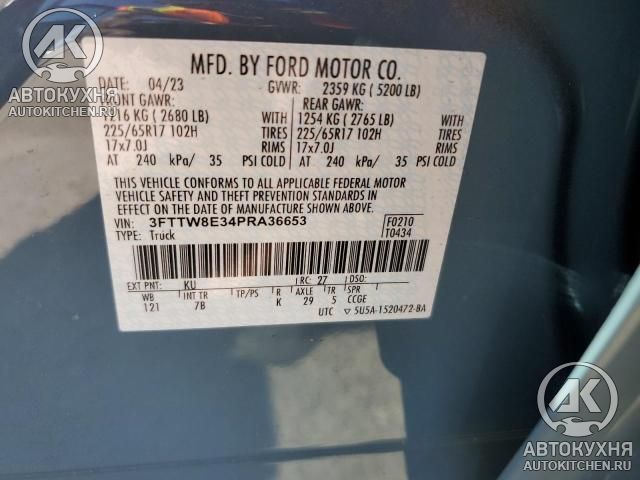 MFD. BY FORD MOTOR CO.
DATE: 04/23 GVWR: 2359 KG ( 5200 LB)
FRONT GAWR: REAR GAWR:
1216 KG ( 2680 LB) WITH 1254 KG ( 2765 LB) WITH
225/65R17 102H TIRES 225/65R17 102H TIRES
17x7.0J RIMS 17x7.0J RIMS
AT 240 kPa/ 35 PSI COLD AT 240 kPa/ 35 PSI COLD
THIS VEHICLE CONFORMS TO ALL APPLICABLE FEDERAL MOTOR
VEHICLE SAFETY AND THEFT PREVENTION STANDARDS
IN EFFECT ON THE DATE OF MANUFACTURE SHOWN ABOVE.
VIN: 3FTTW8E34PRA36653 F0210
TYPE: Truck T0434
EXT PNT: KU RC: 27 DSO:
WB INT TR TP/PS R AXLE TR SPR
121 7B K 29 5 CCGE
UTC ▽ 5U5A-1520472-BA
АК
АВТОКУХНЯ
AUTOKITCHEN.RU
АК
АВТОКУХНЯ
AUTOKITCHEN.RU